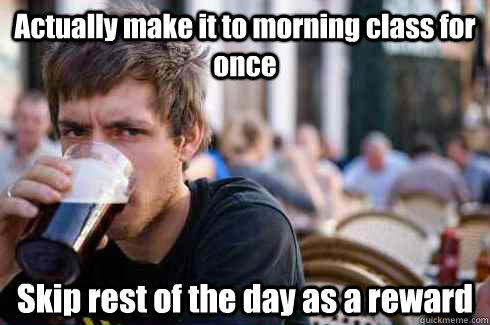 Actually make it to morning class for
once
Skip rest of the day as a reward
quickmeme.com